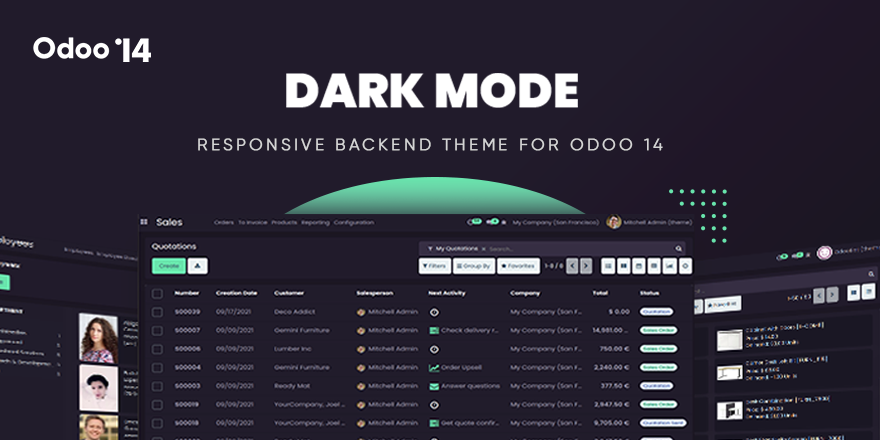 Odoo '14
DARK MODE
RESPONSIVE BACKEND THEME FOR ODOO 14
Sales Orders To Invoice Products Reporting Configuration My Company (San Francisco) Mitchell Admin (theme)
Quotations My Quotations × Search...
Create Filters Group By Favorites 1-8 / 8
Number Creation Date Customer Salesperson Next Activity Company Total Status
S00039 09/17/2021 Deco Addict Mitchell Admin My Company (San F... $ 0.00 Quotation
S00007 09/09/2021 Gemini Furniture Mitchell Admin Check delivery r... My Company (San F... 14,981.00 ... Sales Order
S00006 09/09/2021 Lumber Inc Mitchell Admin My Company (San F... 750.00 € Sales Order
S00004 09/09/2021 Gemini Furniture Mitchell Admin Order Upsell My Company (San F... 2,240.00 € Sales Order
S00003 09/09/2021 Ready Mat Mitchell Admin Answer questions My Company (San F... 377.50 € Quotation
S00019 09/09/2021 YourCompany, Joel ... Mitchell Admin My Company (San F... 2,947.50 € Sales Order
S00018 09/09/2021 YourCompany, Joel ... Mitchell Admin Get quote confir... My Company (San F... 9,705.00 € Quotation Sent